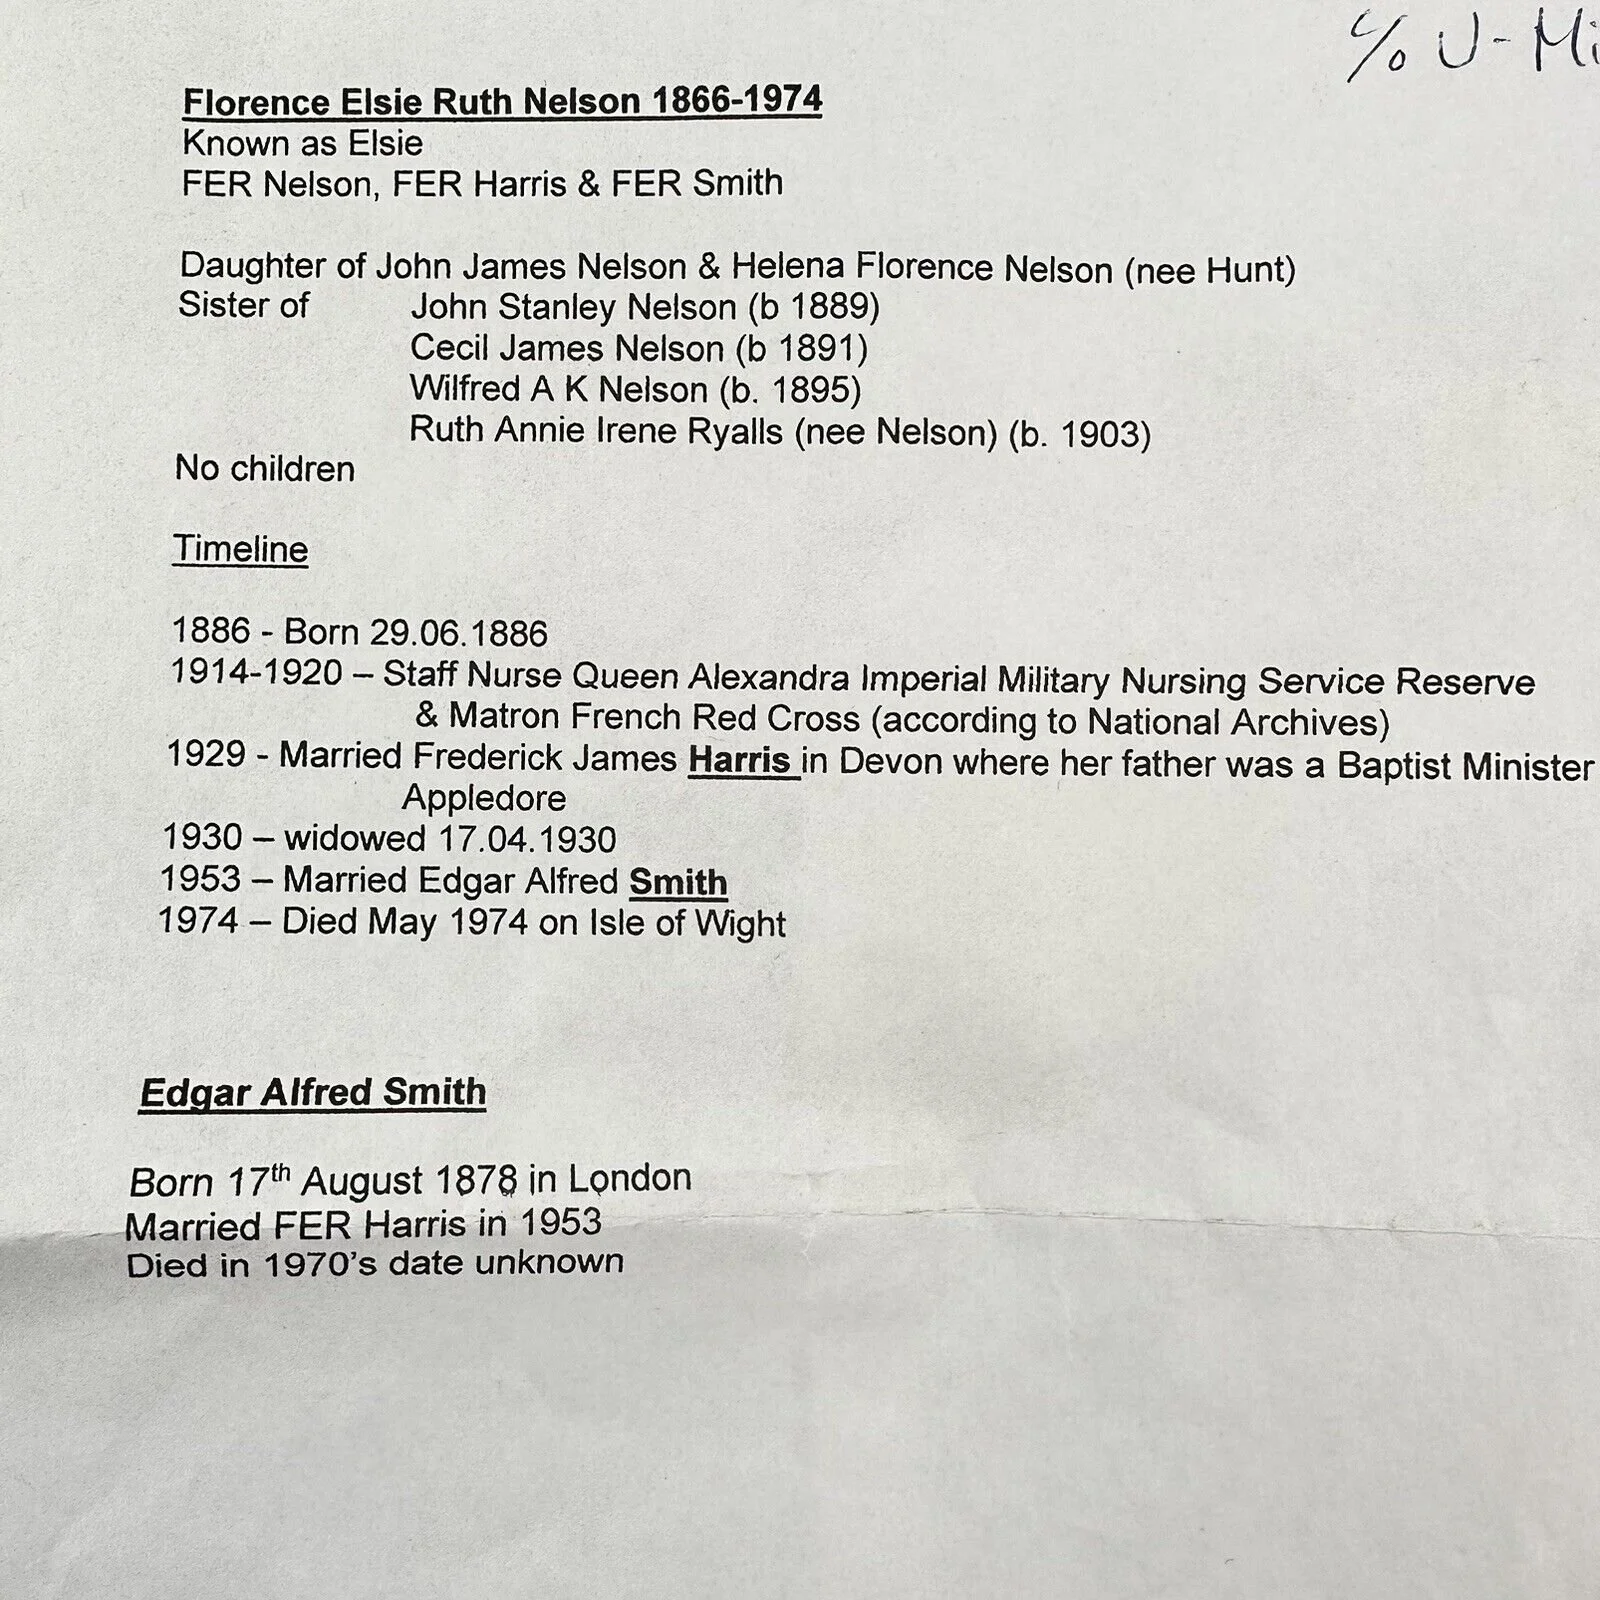 c/o U-Mi
Florence Elsie Ruth Nelson 1866-1974
Known as Elsie
FER Nelson, FER Harris & FER Smith
Daughter of John James Nelson & Helena Florence Nelson (nee Hunt)
Sister of John Stanley Nelson (b 1889)
Cecil James Nelson (b 1891)
Wilfred A K Nelson (b. 1895)
Ruth Annie Irene Ryalls (nee Nelson) (b. 1903)
No children
Timeline
1886 - Born 29.06.1886
1914-1920 – Staff Nurse Queen Alexandra Imperial Military Nursing Service Reserve
& Matron French Red Cross (according to National Archives)
1929 - Married Frederick James Harris in Devon where her father was a Baptist Minister
Appledore
1930 – widowed 17.04.1930
1953 – Married Edgar Alfred Smith
1974 – Died May 1974 on Isle of Wight
Edgar Alfred Smith
Born 17th August 1878 in London
Married FER Harris in 1953
Died in 1970's date unknown